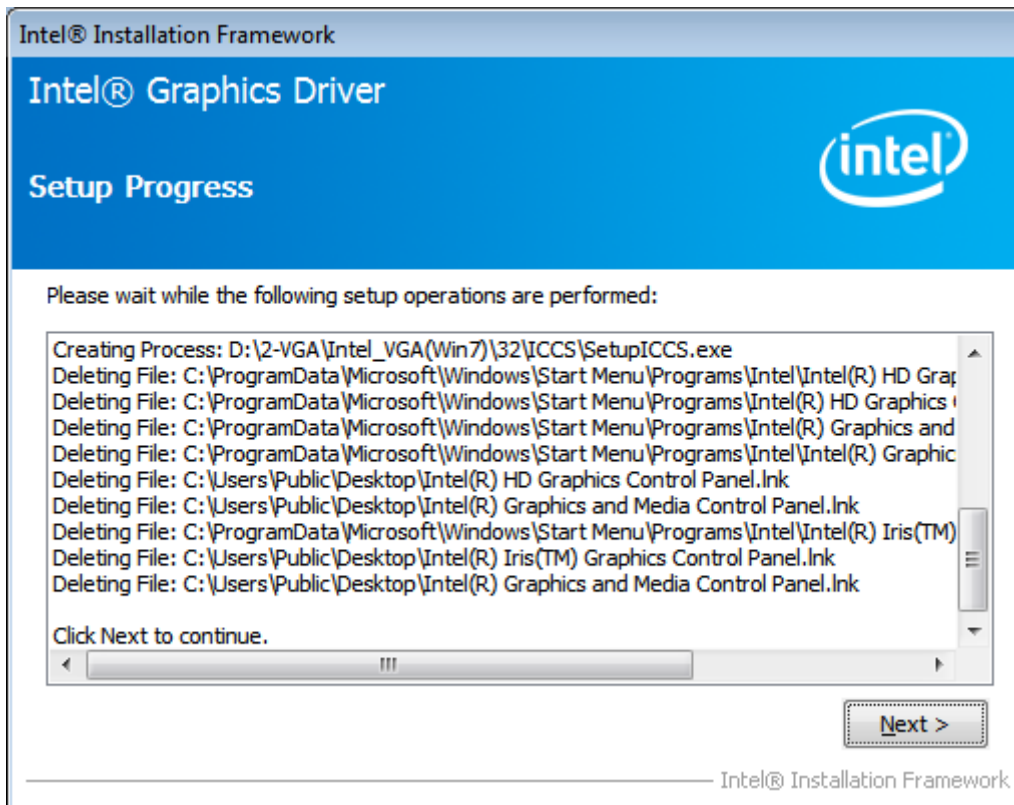 Intel® Installation Framework
Intel® Graphics Driver
intel
Setup Progress
Please wait while the following setup operations are performed:
Creating Process: D:\2-VGA\Intel_VGA(Win7)\32\ICCS\SetupICCS.exe
Deleting File: C:\ProgramData\Microsoft\Windows\Start Menu\Programs\Intel\Intel(R) HD Grap
Deleting File: C:\ProgramData\Microsoft\Windows\Start Menu\Programs\Intel(R) HD Graphics
Deleting File: C:\ProgramData\Microsoft\Windows\Start Menu\Programs\Intel(R) Graphics and
Deleting File: C:\ProgramData\Microsoft\Windows\Start Menu\Programs\Intel\Intel(R) Graphic
Deleting File: C:\Users\Public\Desktop\Intel(R) HD Graphics Control Panel.lnk
Deleting File: C:\Users\Public\Desktop\Intel(R) Graphics and Media Control Panel.lnk
Deleting File: C:\ProgramData\Microsoft\Windows\Start Menu\Programs\Intel\Intel(R) Iris(TM)
Deleting File: C:\Users\Public\Desktop\Intel(R) Iris(TM) Graphics Control Panel.lnk
Deleting File: C:\Users\Public\Desktop\Intel(R) Graphics and Media Control Panel.lnk
Click Next to continue.
Next >
Intel® Installation Framework